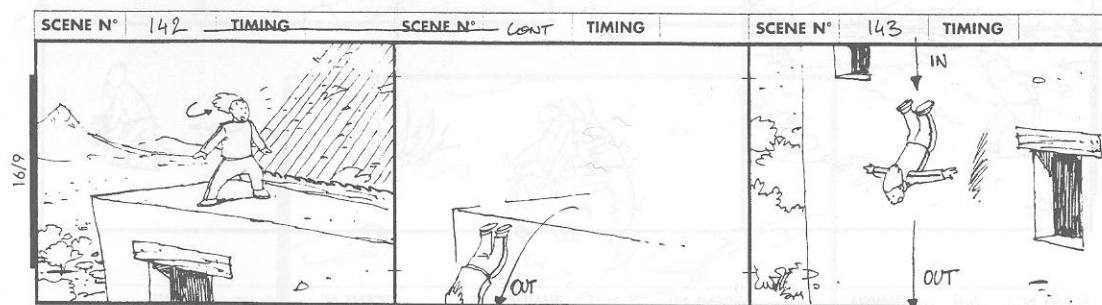 SCENE N° 142 TIMING SCENE N° CONT TIMING SCENE N° 143 TIMING
16/9
IN
OUT
OUT